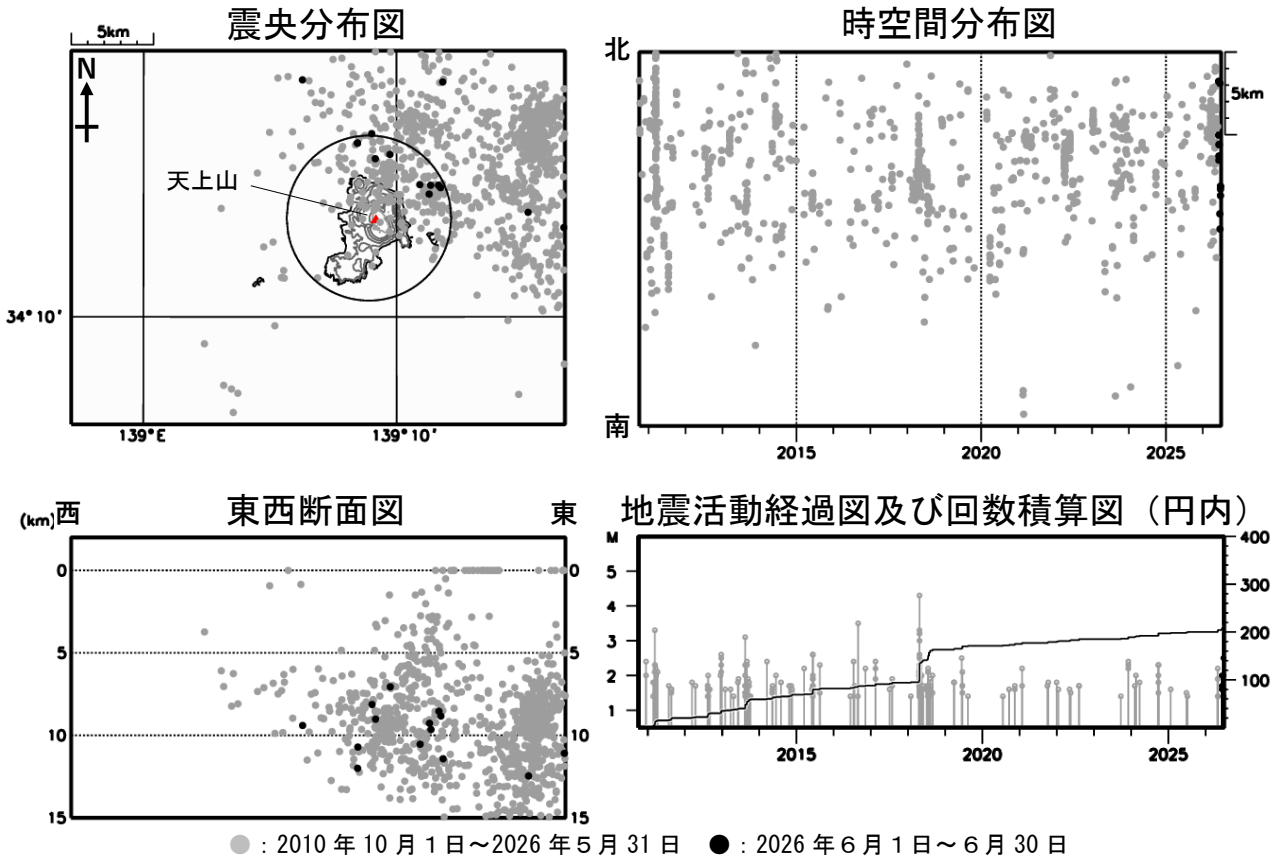 震央分布図
5km
N
天上山
34°10'
139°E
139°10'
時空間分布図
北
5km
南
2015
2020
2025
東西断面図
(km)西
東
0
0
5
5
10
10
15
15
地震活動経過図及び回数積算図（円内）
M
400
5
300
4
3
200
2
100
1
2015
2020
2025
：2010年10月1日～2026年5月31日
：2026年6月1日～6月30日